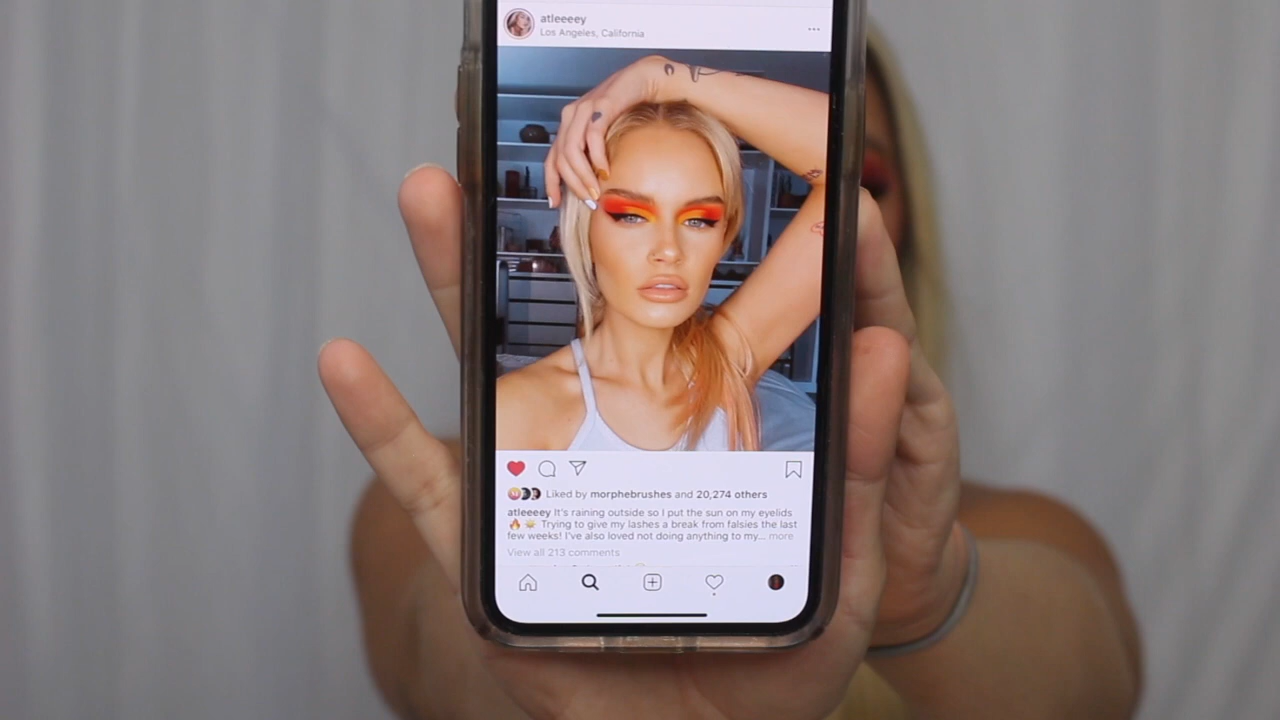 atleeeey
Los Angeles, California
Liked by morphebrushes and 20,274 others
atleeeey It's raining outside so I put the sun on my eyelids
🔥☀️ Trying to give my lashes a break from falsies the last
few weeks! I've also loved not doing anything to my... more
View all 213 comments